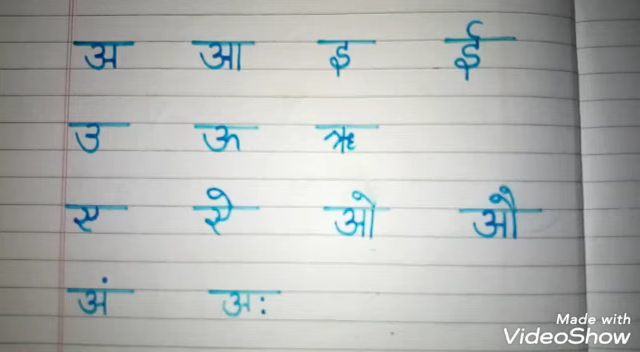 अ आ इ ई
उ ऊ ऋ
ए ऐ ओ औ
अं अः
Made with
VideoShow